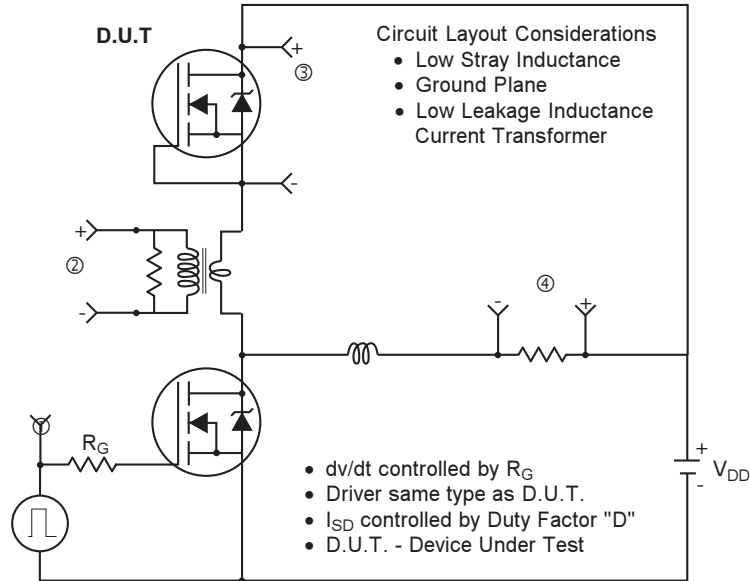 D.U.T
+
③
-
Circuit Layout Considerations
• Low Stray Inductance
• Ground Plane
• Low Leakage Inductance
Current Transformer
+
②
-
④
-
+
①
R_G
+
V_DD
-
• dv/dt controlled by R_G
• Driver same type as D.U.T.
• I_SD controlled by Duty Factor "D"
• D.U.T. - Device Under Test